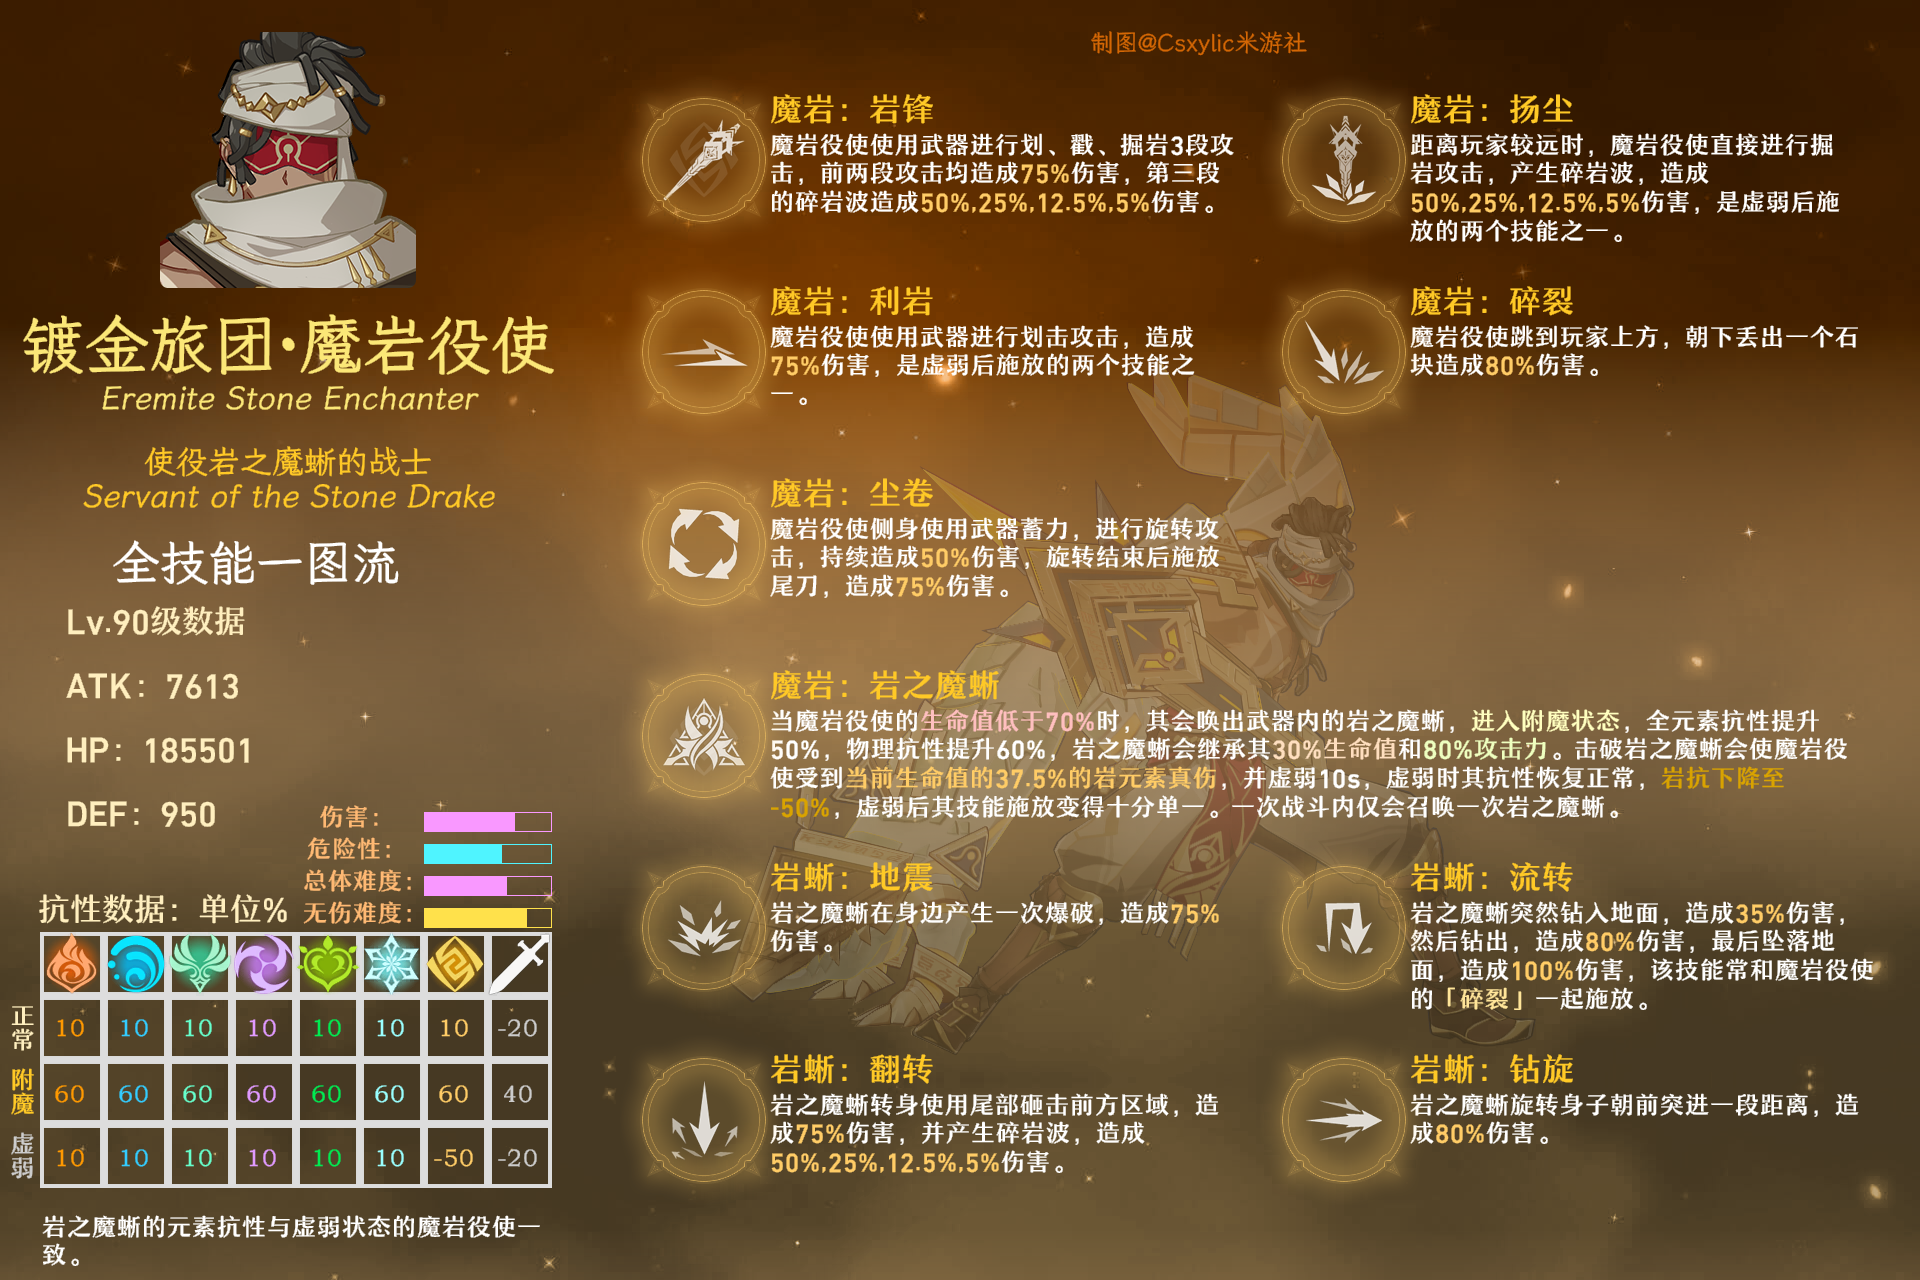 制图@Csxylic米游社
镀金旅团·魔岩役使
Eremite Stone Enchanter
使役岩之魔蜥的战士
Servant of the Stone Drake
全技能一图流
Lv.90级数据
ATK：7613
HP：185501
DEF：950
伤害：
危险性：
总体难度：
无伤难度：
抗性数据：单位%
正常 10 10 10 10 10 10 10 -20
附魔 60 60 60 60 60 60 60 40
虚弱 10 10 10 10 10 10 -50 -20
岩之魔蜥的元素抗性与虚弱状态的魔岩役使一
致。
魔岩：岩锋
魔岩役使使用武器进行划、戳、掘岩3段攻
击，前两段攻击均造成75%伤害，第三段
的碎岩波造成50%,25%,12.5%,5%伤害。
魔岩：扬尘
距离玩家较远时，魔岩役使直接进行掘
岩攻击，产生碎岩波，造成
50%,25%,12.5%,5%伤害，是虚弱后施
放的两个技能之一。
魔岩：利岩
魔岩役使使用武器进行划击攻击，造成
75%伤害，是虚弱后施放的两个技能之
一。
魔岩：碎裂
魔岩役使跳到玩家上方，朝下丢出一个石
块造成80%伤害。
魔岩：尘卷
魔岩役使侧身使用武器蓄力，进行旋转攻
击，持续造成50%伤害，旋转结束后施放
尾刀，造成75%伤害。
魔岩：岩之魔蜥
当魔岩役使的生命值低于70%时，其会唤出武器内的岩之魔蜥，进入附魔状态，全元素抗性提升
50%，物理抗性提升60%，岩之魔蜥会继承其30%生命值和80%攻击力。击破岩之魔蜥会使魔岩役
使受到当前生命值的37.5%的岩元素真伤，并虚弱10s，虚弱时其抗性恢复正常，岩抗下降至
-50%，虚弱后其技能施放变得十分单一。一次战斗内仅会召唤一次岩之魔蜥。
岩蜥：地震
岩之魔蜥在身边产生一次爆破，造成75%
伤害。
岩蜥：流转
岩之魔蜥突然钻入地面，造成35%伤害，
然后钻出，造成80%伤害，最后坠落地
面，造成100%伤害，该技能常和魔岩役使
的「碎裂」一起施放。
岩蜥：翻转
岩之魔蜥转身使用尾部砸击前方区域，造
成75%伤害，并产生碎岩波，造成
50%,25%,12.5%,5%伤害。
岩蜥：钻旋
岩之魔蜥旋转身子朝前突进一段距离，造
成80%伤害。